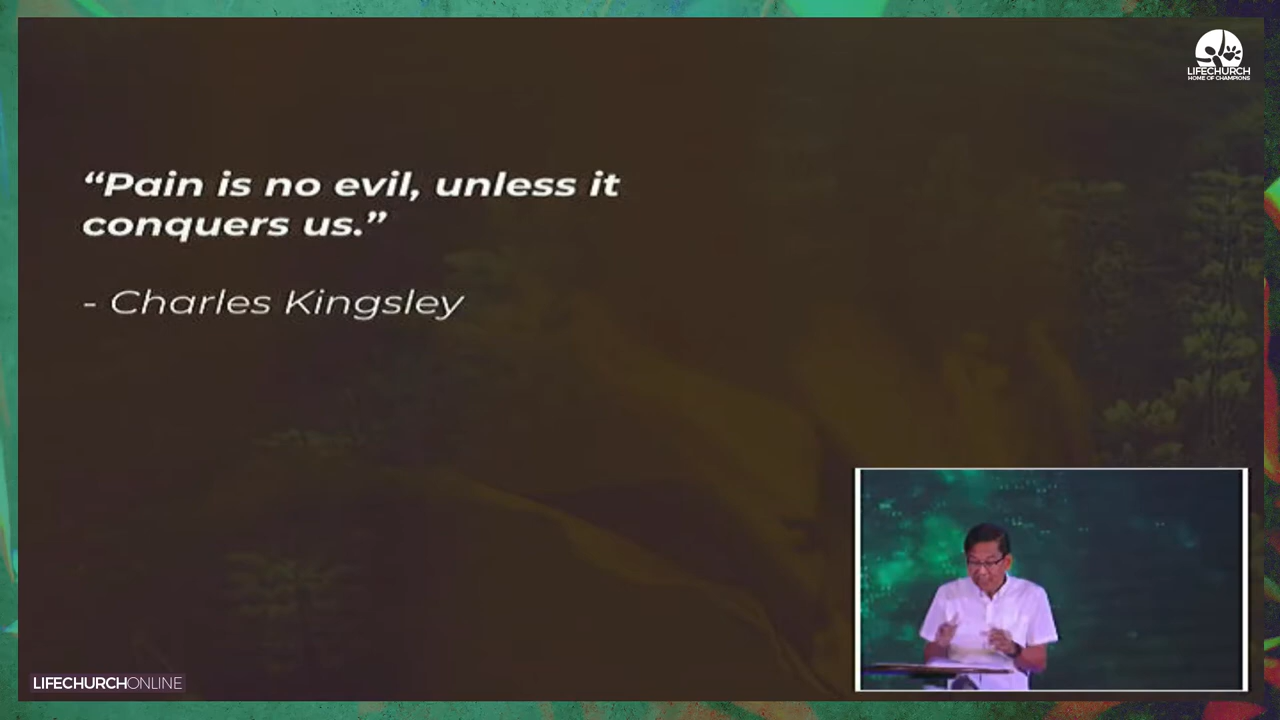 LIFECHURCH
HOME OF CHAMPIONS
“Pain is no evil, unless it
conquers us.”
- Charles Kingsley
LIFECHURCHONLINE